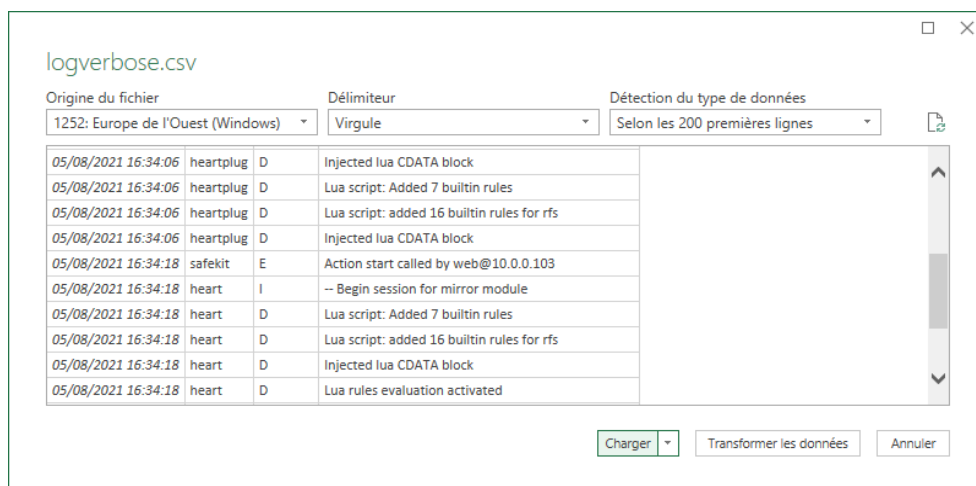 logverbose.csv
Origine du fichier Délimiteur Détection du type de données
1252: Europe de l'Ouest (Windows) Virgule Selon les 200 premières lignes
05/08/2021 16:34:06 heartplug D Injected lua CDATA block
05/08/2021 16:34:06 heartplug D Lua script: Added 7 builtin rules
05/08/2021 16:34:06 heartplug D Lua script: added 16 builtin rules for rfs
05/08/2021 16:34:06 heartplug D Injected lua CDATA block
05/08/2021 16:34:18 safekit E Action start called by web@10.0.0.103
05/08/2021 16:34:18 heart I -- Begin session for mirror module
05/08/2021 16:34:18 heart D Lua script: Added 7 builtin rules
05/08/2021 16:34:18 heart D Lua script: added 16 builtin rules for rfs
05/08/2021 16:34:18 heart D Injected lua CDATA block
05/08/2021 16:34:18 heart D Lua rules evaluation activated
Charger Transformer les données Annuler